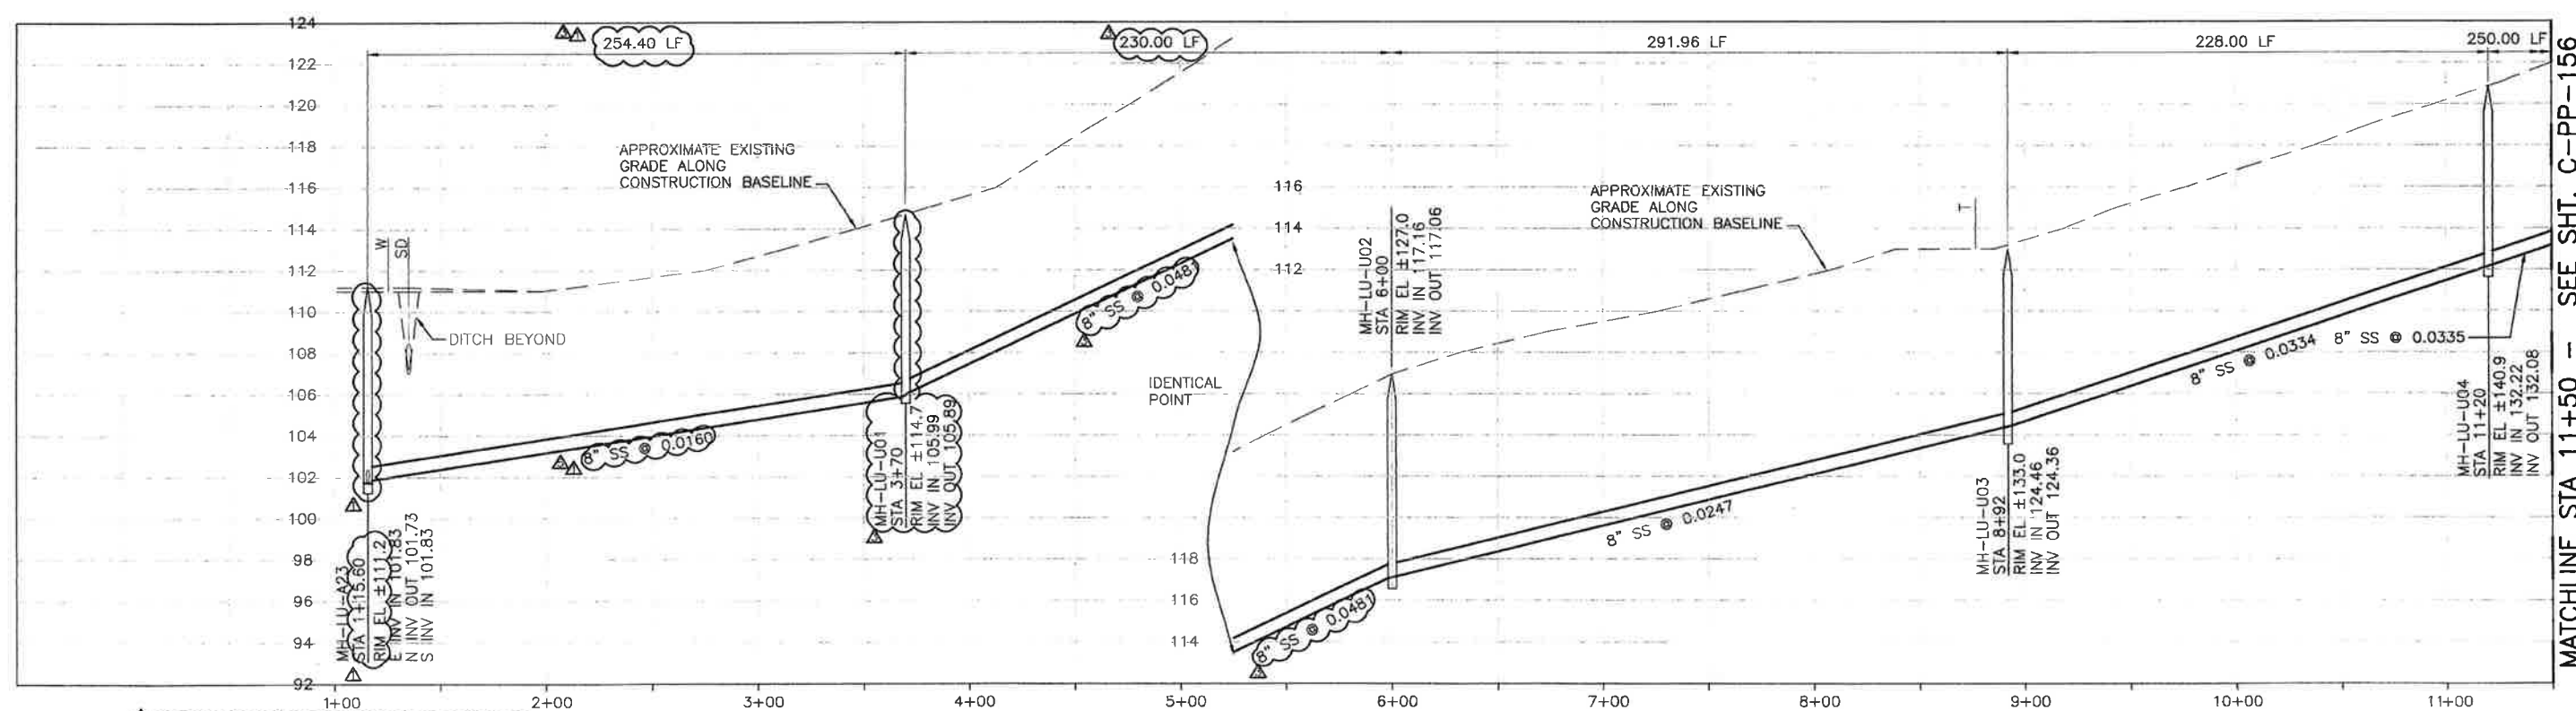 124
122
120
118
116
114
112
110
108
106
104
102
100
98
96
94
92
254.40 LF
230.00 LF
291.96 LF
228.00 LF
250.00 LF
APPROXIMATE EXISTING
GRADE ALONG
CONSTRUCTION BASELINE
W
SD
DITCH BEYOND
8" SS @ 0.0160
MH-LU-A23
STA 1+15.60
RIM EL ±111.2
E INV IN 101.83
N INV OUT 101.73
S INV IN 101.83
MH-LU-U01
STA 3+70
RIM EL ±114.7
INV IN 105.99
INV OUT 105.89
8" SS @ 0.0481
IDENTICAL
POINT
116
114
112
118
116
114
MH-LU-U02
STA 6+00
RIM EL ±127.0
INV IN 117.16
INV OUT 117.06
8" SS @ 0.0481
APPROXIMATE EXISTING
GRADE ALONG
CONSTRUCTION BASELINE
T
8" SS @ 0.0247
MH-LU-U03
STA 8+92
RIM EL ±133.0
INV IN 124.46
INV OUT 124.36
8" SS @ 0.0334
8" SS @ 0.0335
MH-LU-U04
STA 11+20
RIM EL ±140.9
INV IN 132.22
INV OUT 132.08
1+00
2+00
3+00
4+00
5+00
6+00
7+00
8+00
9+00
10+00
11+00
MATCHLINE STA 11+50 - SEE SHT. C-PP-156